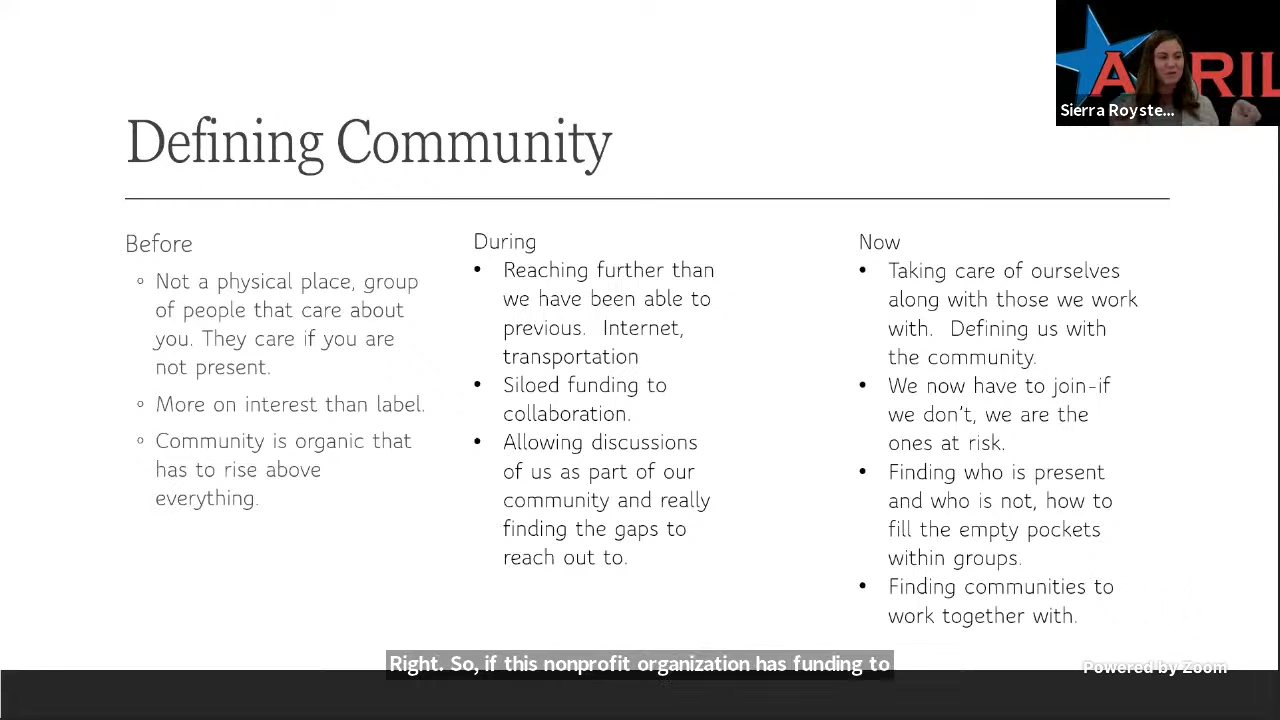 APRIL
Sierra Royste...
Defining Community
Before
◦ Not a physical place, group
of people that care about
you. They care if you are
not present.
◦ More on interest than label.
◦ Community is organic that
has to rise above
everything.
During
• Reaching further than
we have been able to
previous. Internet,
transportation
• Siloed funding to
collaboration.
• Allowing discussions
of us as part of our
community and really
finding the gaps to
reach out to.
Now
• Taking care of ourselves
along with those we work
with. Defining us with
the community.
• We now have to join-if
we don't, we are the
ones at risk.
• Finding who is present
and who is not, how to
fill the empty pockets
within groups.
• Finding communities to
work together with.
Right. So, if this nonprofit organization has funding to
Powered by Zoom